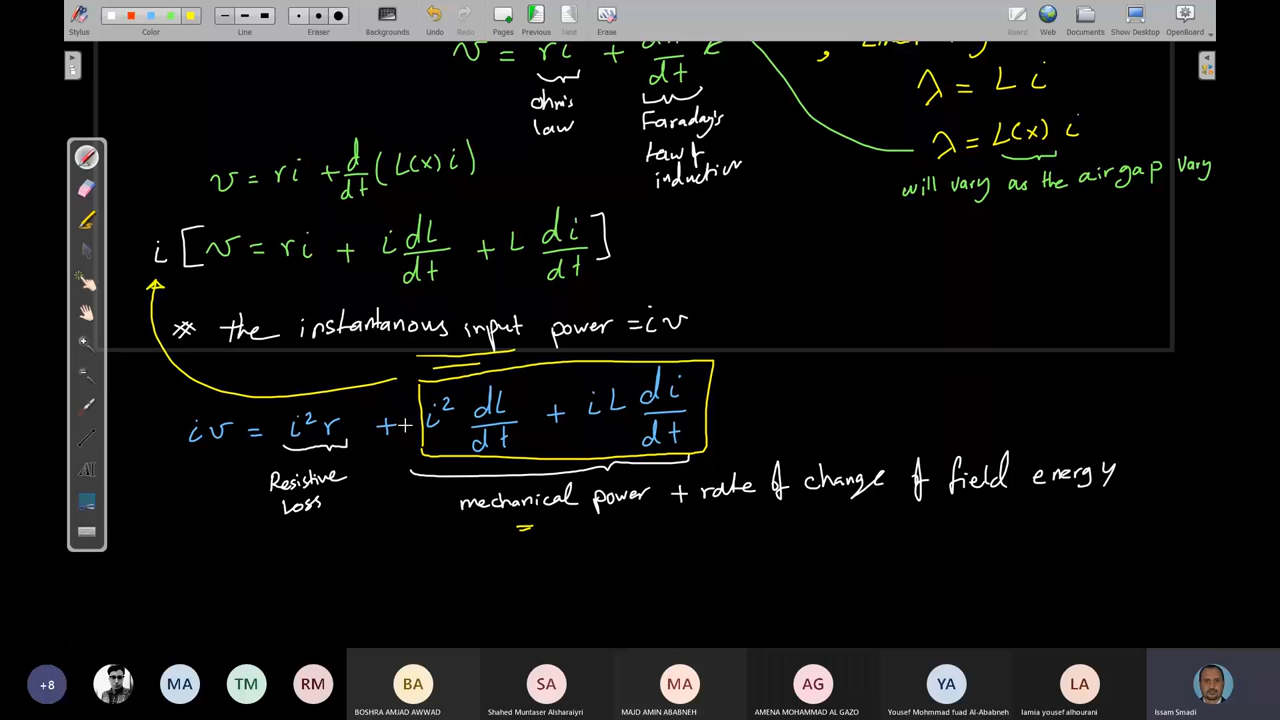 Stylus
Color
Line
Eraser
Backgrounds
Undo
Redo
Pages
Previous
Next
Erase
Board
Web
Documents
Show Desktop
OpenBoard
v = ri +
dt
ohm's law
Faraday's law of induction
λ = L i
λ = L(x) i
will vary as the airgap vary
v = ri + d/dt (L(x) i)
i [ v = ri + i dL/dt + L di/dt ]
* the instantanous input power = iv
iv = i² r + + i² dL/dt + i L di/dt
Resistive Loss
mechanical power + rate of change of field energy
=
+8
MA
TM
RM
BA
BOSHRA AMJAD AWWAD
SA
Shahed Muntaser Alsharaiyri
MA
MAJD AMIN ABABNEH
AG
AMENA MOHAMMAD AL GAZO
YA
Yousef Mohmmad fuad Al-Ababneh
LA
lamia yousef alhourani
Issam Smadi